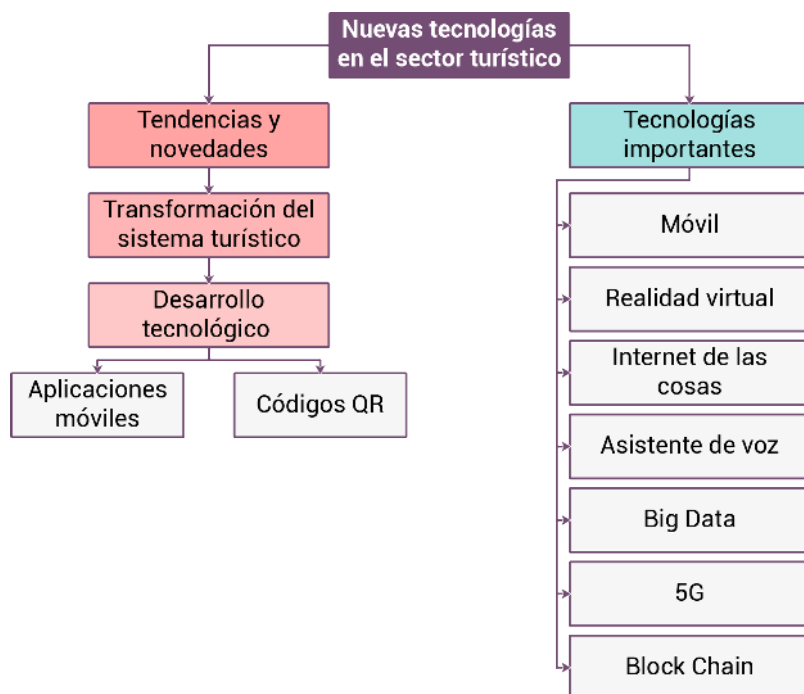 Nuevas tecnologías
en el sector turístico
Tendencias y
novedades
Transformación del
sistema turístico
Desarrollo
tecnológico
Aplicaciones
móviles
Códigos QR
Tecnologías
importantes
Móvil
Realidad virtual
Internet de las
cosas
Asistente de voz
Big Data
5G
Block Chain